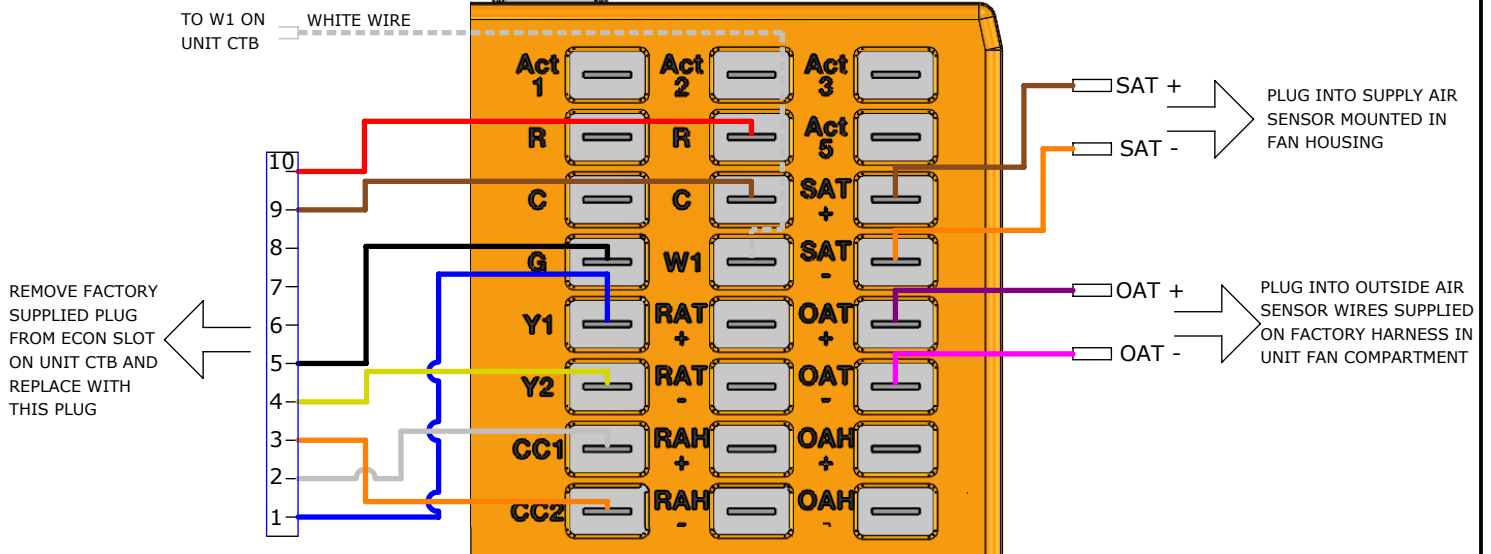 TO W1 ON
UNIT CTB
WHITE WIRE
Act
1
Act
2
Act
3
R
R
Act
5
C
C
SAT
+
G
W1
SAT
-
Y1
RAT
+
OAT
+
Y2
RAT
-
OAT
-
CC1
RAH
+
OAH
+
CC2
RAH
-
OAH
-
10
9
8
7
6
5
4
3
2
1
REMOVE FACTORY
SUPPLIED PLUG
FROM ECON SLOT
ON UNIT CTB AND
REPLACE WITH
THIS PLUG
SAT +
SAT -
PLUG INTO SUPPLY AIR
SENSOR MOUNTED IN
FAN HOUSING
OAT +
OAT -
PLUG INTO OUTSIDE AIR
SENSOR WIRES SUPPLIED
ON FACTORY HARNESS IN
UNIT FAN COMPARTMENT